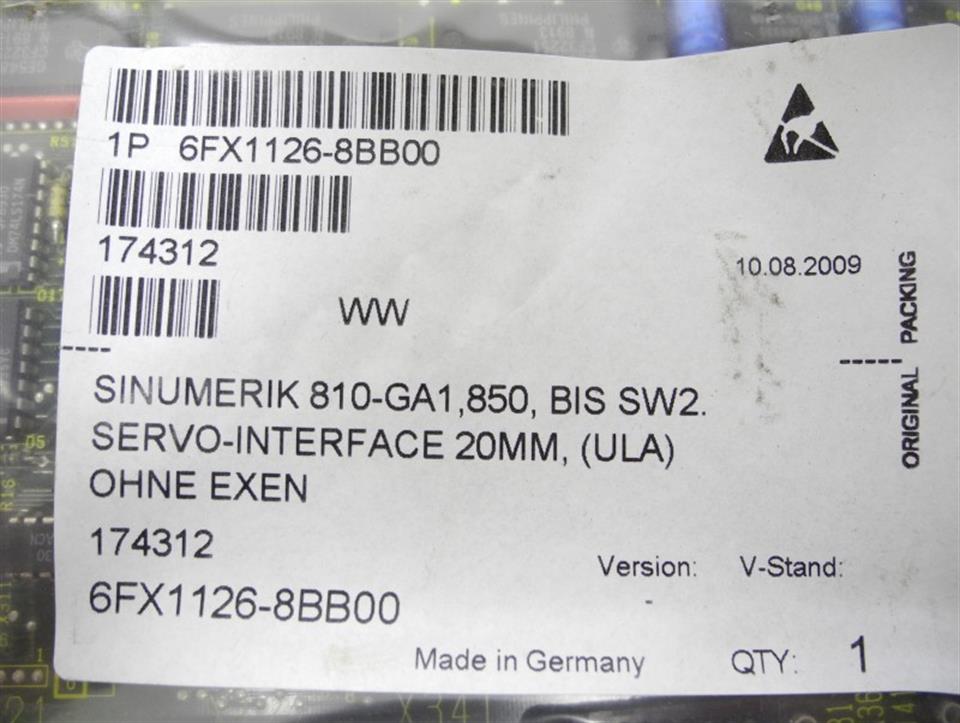 1P 6FX1126-8BB00
174312
10.08.2009
WW
ORIGINAL PACKING
SINUMERIK 810-GA1,850, BIS SW2.
SERVO-INTERFACE 20MM, (ULA)
OHNE EXEN
174312
Version: V-Stand:
6FX1126-8BB00 -
Made in Germany QTY: 1